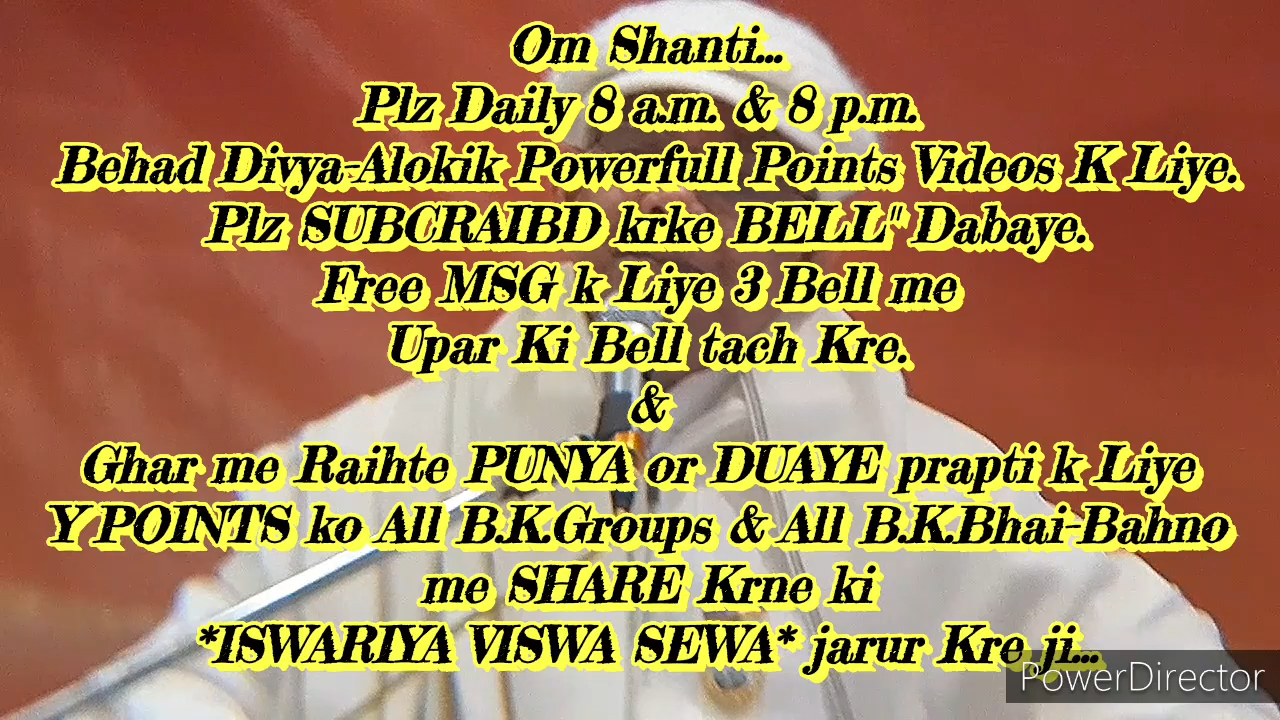 Om Shanti...
Plz Daily 8 a.m. & 8 p.m.
Behad Divya-Alokik Powerfull Points Videos K Liye.
Plz SUBCRAIBD krke BELL" Dabaye.
Free MSG k Liye 3 Bell me
Upar Ki Bell tach Kre.
&
Ghar me Raihte PUNYA or DUAYE prapti k Liye
Y POINTS ko All B.K.Groups & All B.K.Bhai-Bahno
me SHARE Krne ki
*ISWARIYA VISWA SEWA* jarur Kre ji...
PowerDirector